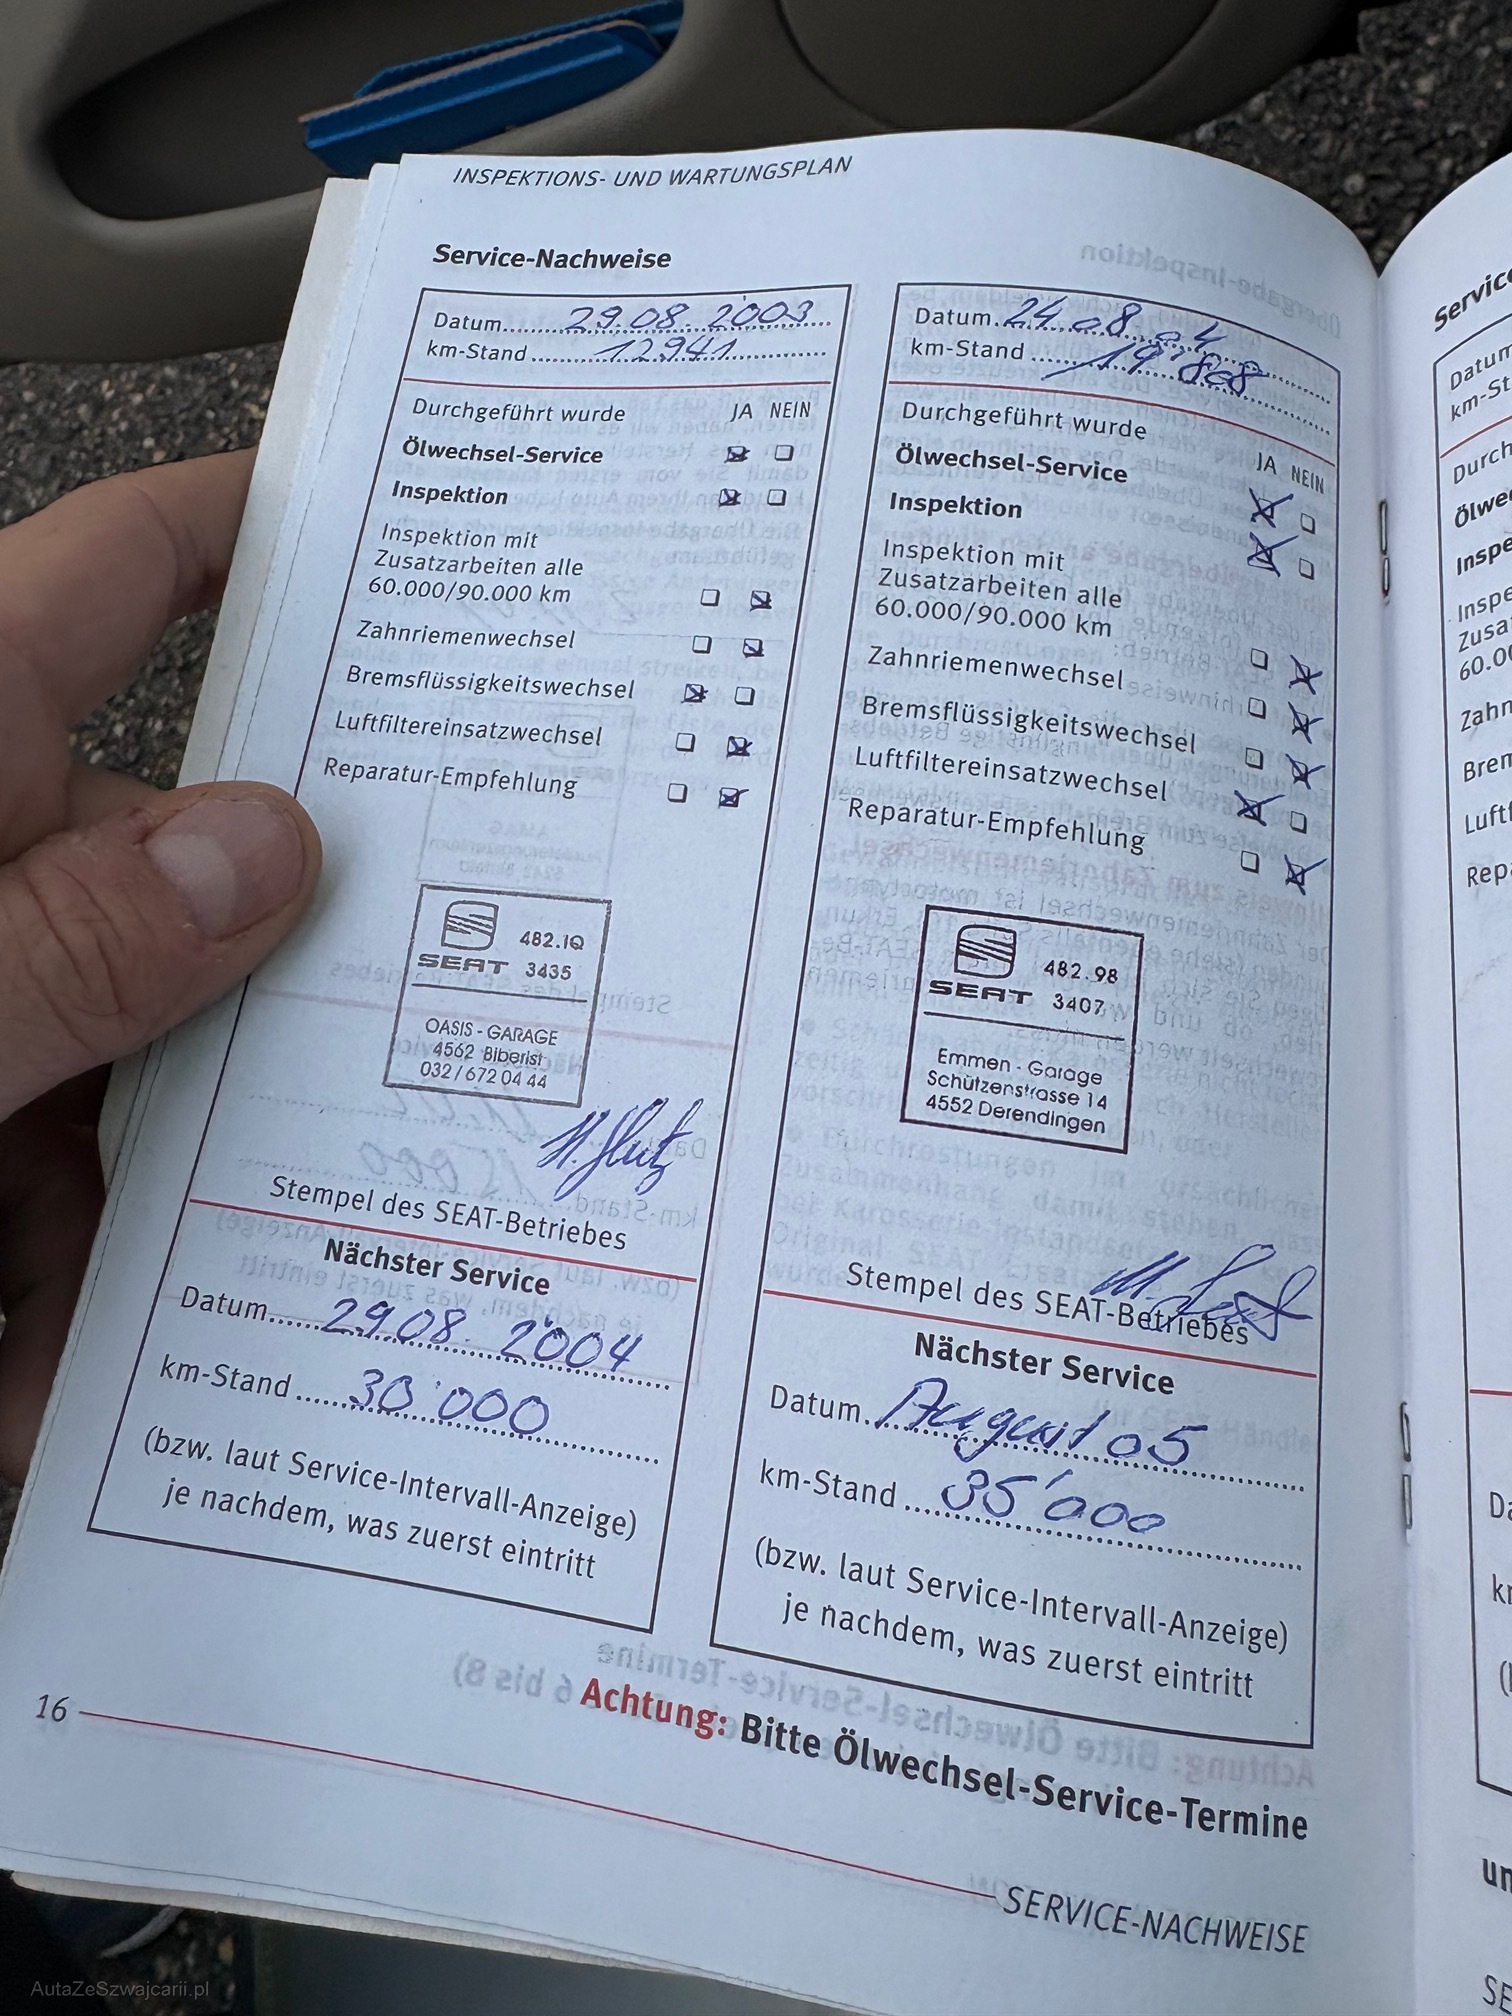 INSPEKTIONS- UND WARTUNGSPLAN
Service-Nachweise
Datum 29.08.2003
km-Stand 12941
Durchgeführt wurde JA NEIN
Ölwechsel-Service
Inspektion
Inspektion mit
Zusatzarbeiten alle
60.000/90.000 km
Zahnriemenwechsel
Bremsflüssigkeitswechsel
Luftfiltereinsatzwechsel
Reparatur-Empfehlung
482.IQ
SEAT 3435
OASIS - GARAGE
4562 Biberist
032/672 04 44
Stempel des SEAT-Betriebes
Nächster Service
Datum 29.08.2004
km-Stand 30'000
(bzw. laut Service-Intervall-Anzeige)
je nachdem, was zuerst eintritt
Datum 24.08.04
km-Stand 19'808
Durchgeführt wurde
JA NEIN
Ölwechsel-Service
Inspektion
Inspektion mit
Zusatzarbeiten alle
60.000/90.000 km
Zahnriemenwechsel
Bremsflüssigkeitswechsel
Luftfiltereinsatzwechsel
Reparatur-Empfehlung
482.98
SEAT 3407
Emmen - Garage
Schützenstrasse 14
4552 Derendingen
Stempel des SEAT-Betriebes
Nächster Service
Datum August 05
km-Stand 35'000
(bzw. laut Service-Intervall-Anzeige)
je nachdem, was zuerst eintritt
Achtung: Bitte Ölwechsel-Service-Termine
16
SERVICE-NACHWEISE
AutaZeSzwajcarii.pl